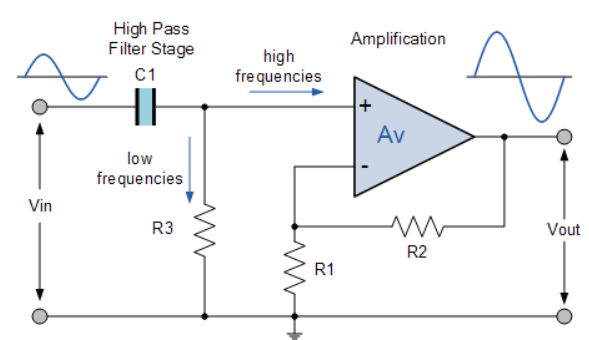 High Pass
Filter Stage
C1
high
frequencies
Amplification
+
Av
-
low
frequencies
Vin
R3
R1
R2
Vout